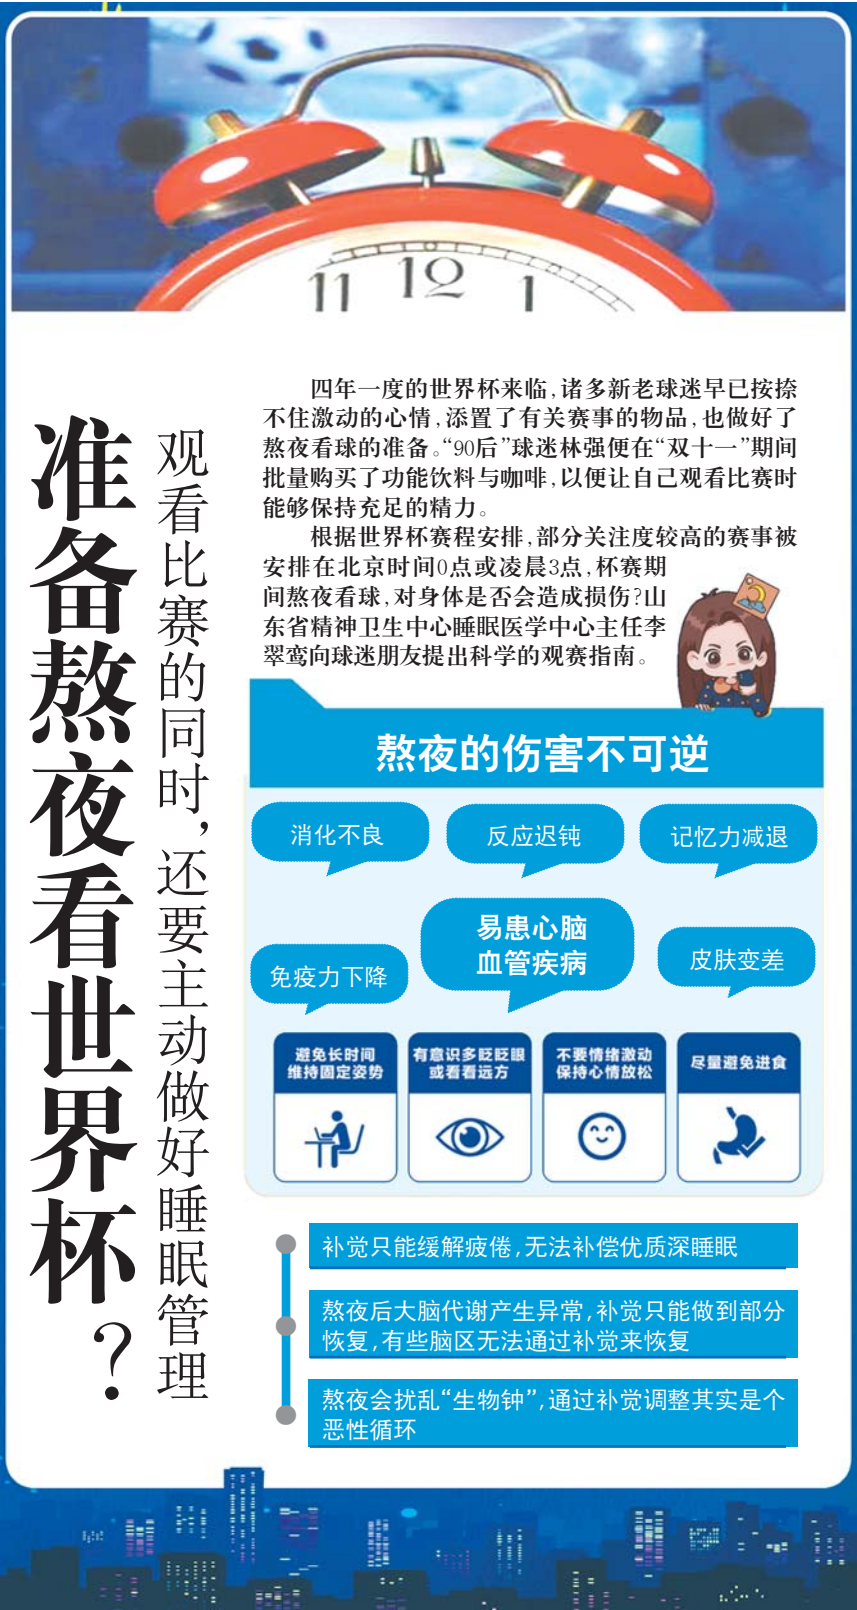 11 12 1
准备熬夜看世界杯?
观看比赛的同时,还要主动做好睡眠管理
四年一度的世界杯来临,诸多新老球迷早已按捺
不住激动的心情,添置了有关赛事的物品,也做好了
熬夜看球的准备。“90后”球迷林强便在“双十一”期间
批量购买了功能饮料与咖啡,以便让自己观看比赛时
能够保持充足的精力。
根据世界杯赛程安排,部分关注度较高的赛事被
安排在北京时间0点或凌晨3点,杯赛期
间熬夜看球,对身体是否会造成损伤?山
东省精神卫生中心睡眠医学中心主任李
翠鸾向球迷朋友提出科学的观赛指南。
熬夜的伤害不可逆
消化不良
反应迟钝
记忆力减退
免疫力下降
易患心脑
血管疾病
皮肤变差
避免长时间
维持固定姿势
有意识多眨眨眼
或看看远方
不要情绪激动
保持心情放松
尽量避免进食
补觉只能缓解疲倦,无法补偿优质深睡眠
熬夜后大脑代谢产生异常,补觉只能做到部分
恢复,有些脑区无法通过补觉来恢复
熬夜会扰乱“生物钟”,通过补觉调整其实是个
恶性循环